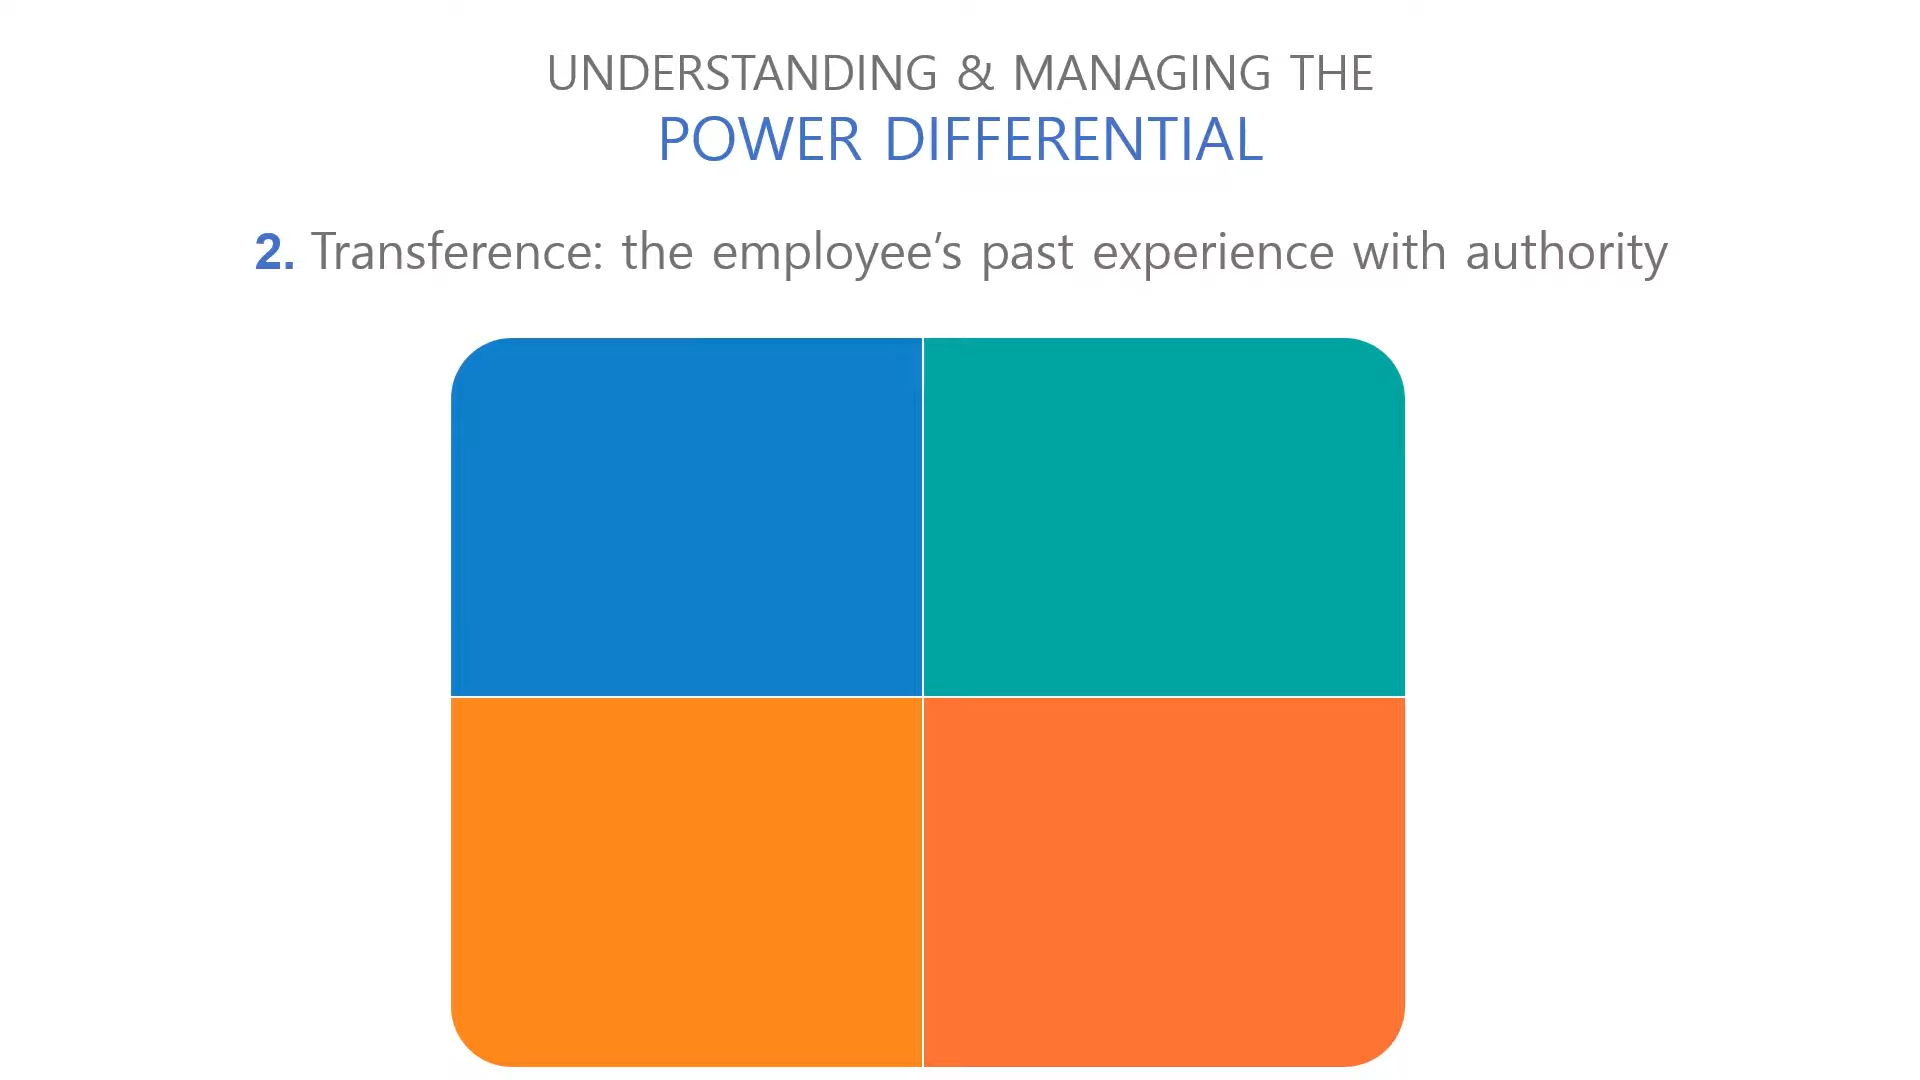 UNDERSTANDING & MANAGING THE
POWER DIFFERENTIAL
2. Transference: the employee’s past experience with authority